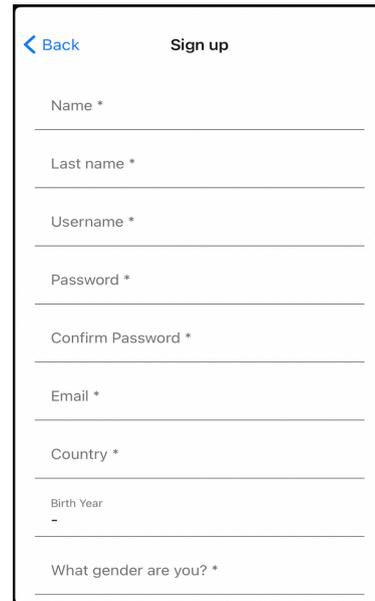 Back
Sign up
Name *
Last name *
Username *
Password *
Confirm Password *
Email *
Country *
Birth Year
-
What gender are you? *